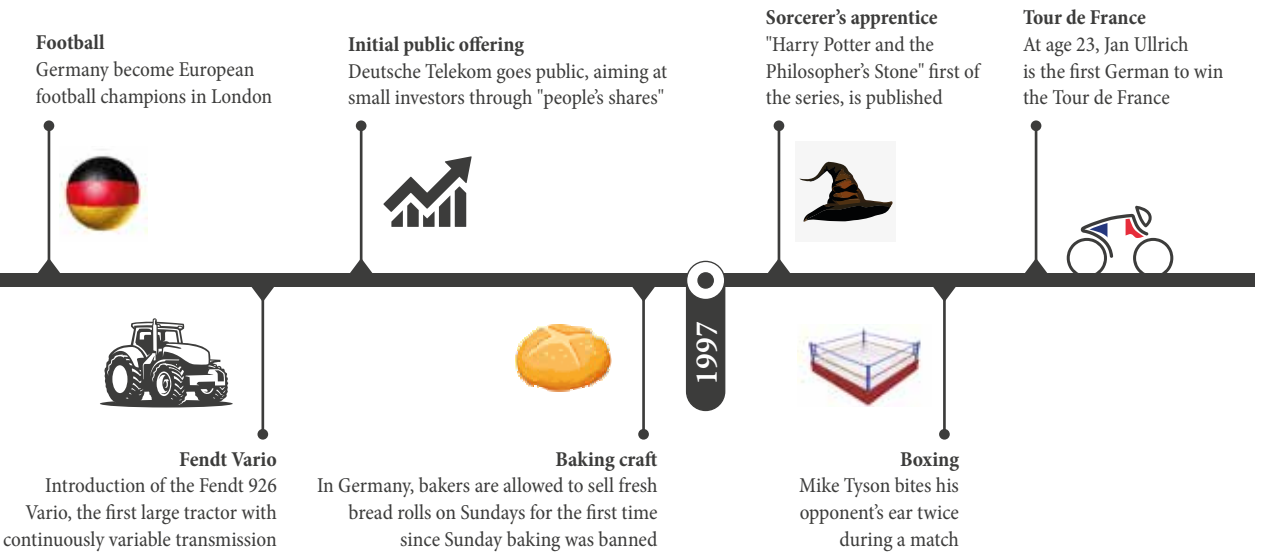 Football
Germany become European
football champions in London
Initial public offering
Deutsche Telekom goes public, aiming at
small investors through "people's shares"
Sorcerer's apprentice
"Harry Potter and the
Philosopher's Stone" first of
the series, is published
Tour de France
At age 23, Jan Ullrich
is the first German to win
the Tour de France
1997
Fendt Vario
Introduction of the Fendt 926
Vario, the first large tractor with
continuously variable transmission
Baking craft
In Germany, bakers are allowed to sell fresh
bread rolls on Sundays for the first time
since Sunday baking was banned
Boxing
Mike Tyson bites his
opponent's ear twice
during a match